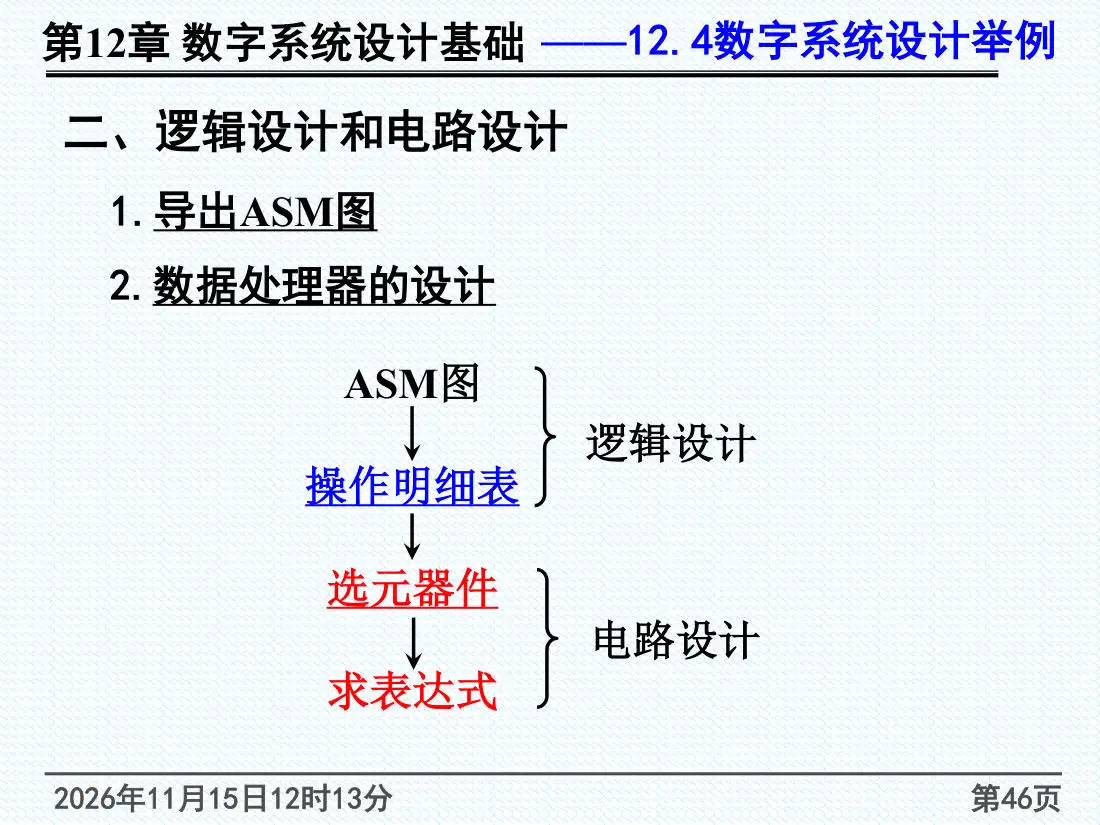 第12章 数字系统设计基础 ——12.4数字系统设计举例
二、逻辑设计和电路设计
1.导出ASM图
2.数据处理器的设计
ASM图
逻辑设计
操作明细表
选元器件
电路设计
求表达式
2026年11月15日12时13分
第46页